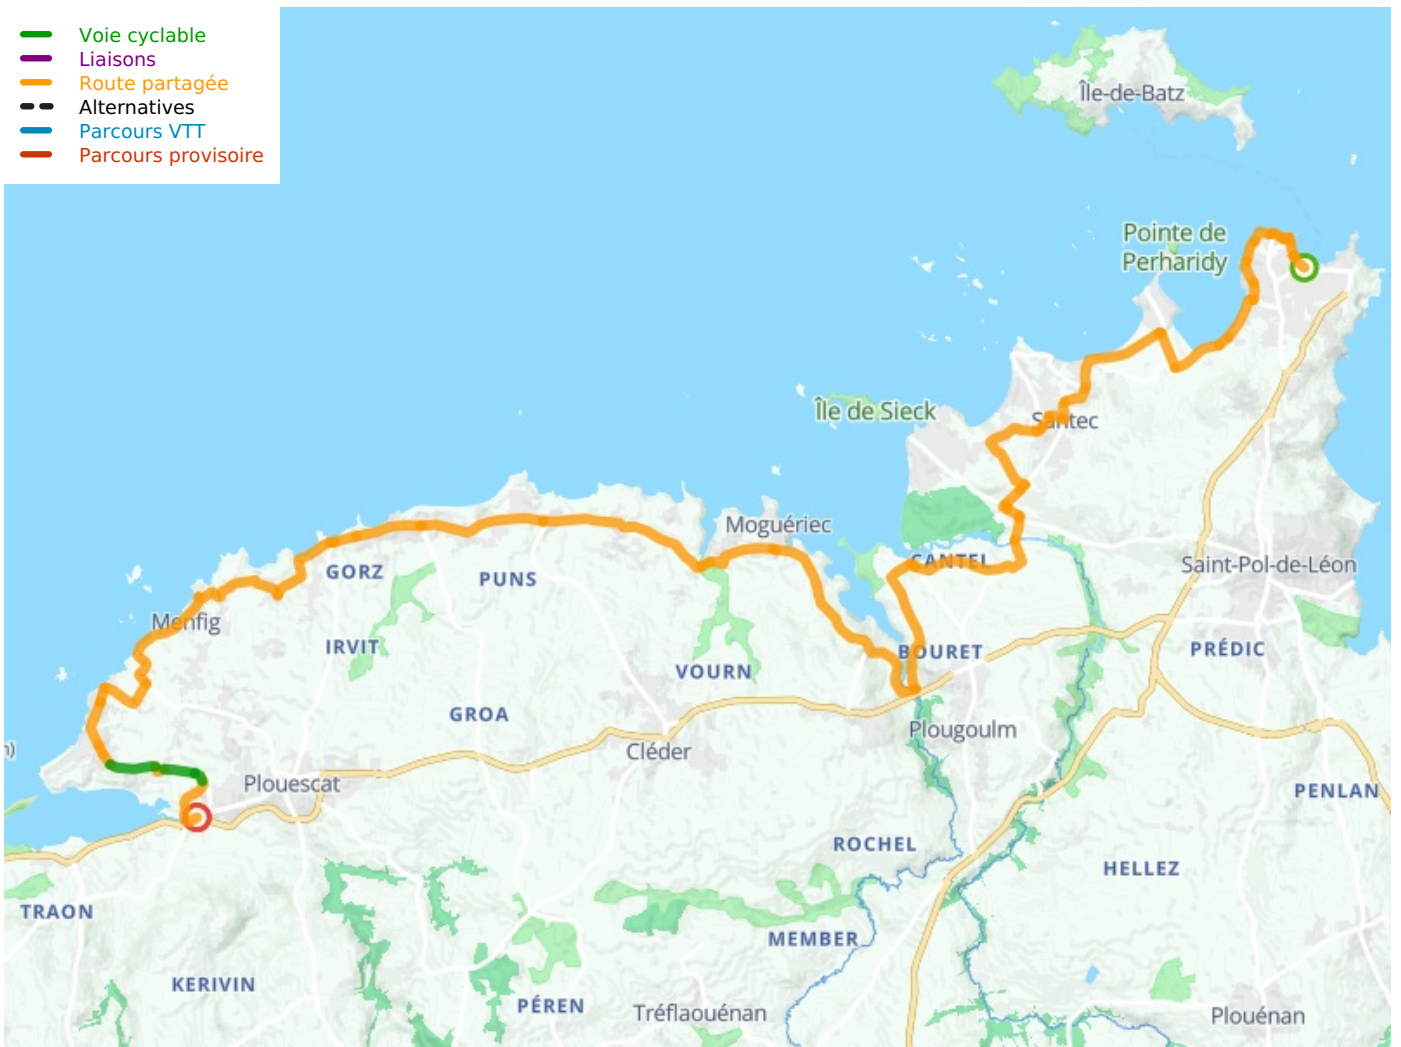 Voie cyclable
Liaisons
Route partagée
Alternatives
Parcours VTT
Parcours provisoire
Île-de-Batz
Pointe de
Perharidy
Île de Sieck
Santec
Moguériec
CANTEL
Saint-Pol-de-Léon
GORZ
PUNS
Menfig
IRVIT
BOURET
PRÉDIC
VOURN
GROA
Plougoulm
n)
Cléder
Plouescat
PENLAN
ROCHEL
HELLEZ
TRAON
MEMBER
KERIVIN
PÉREN
Tréflaouénan
Plouénan